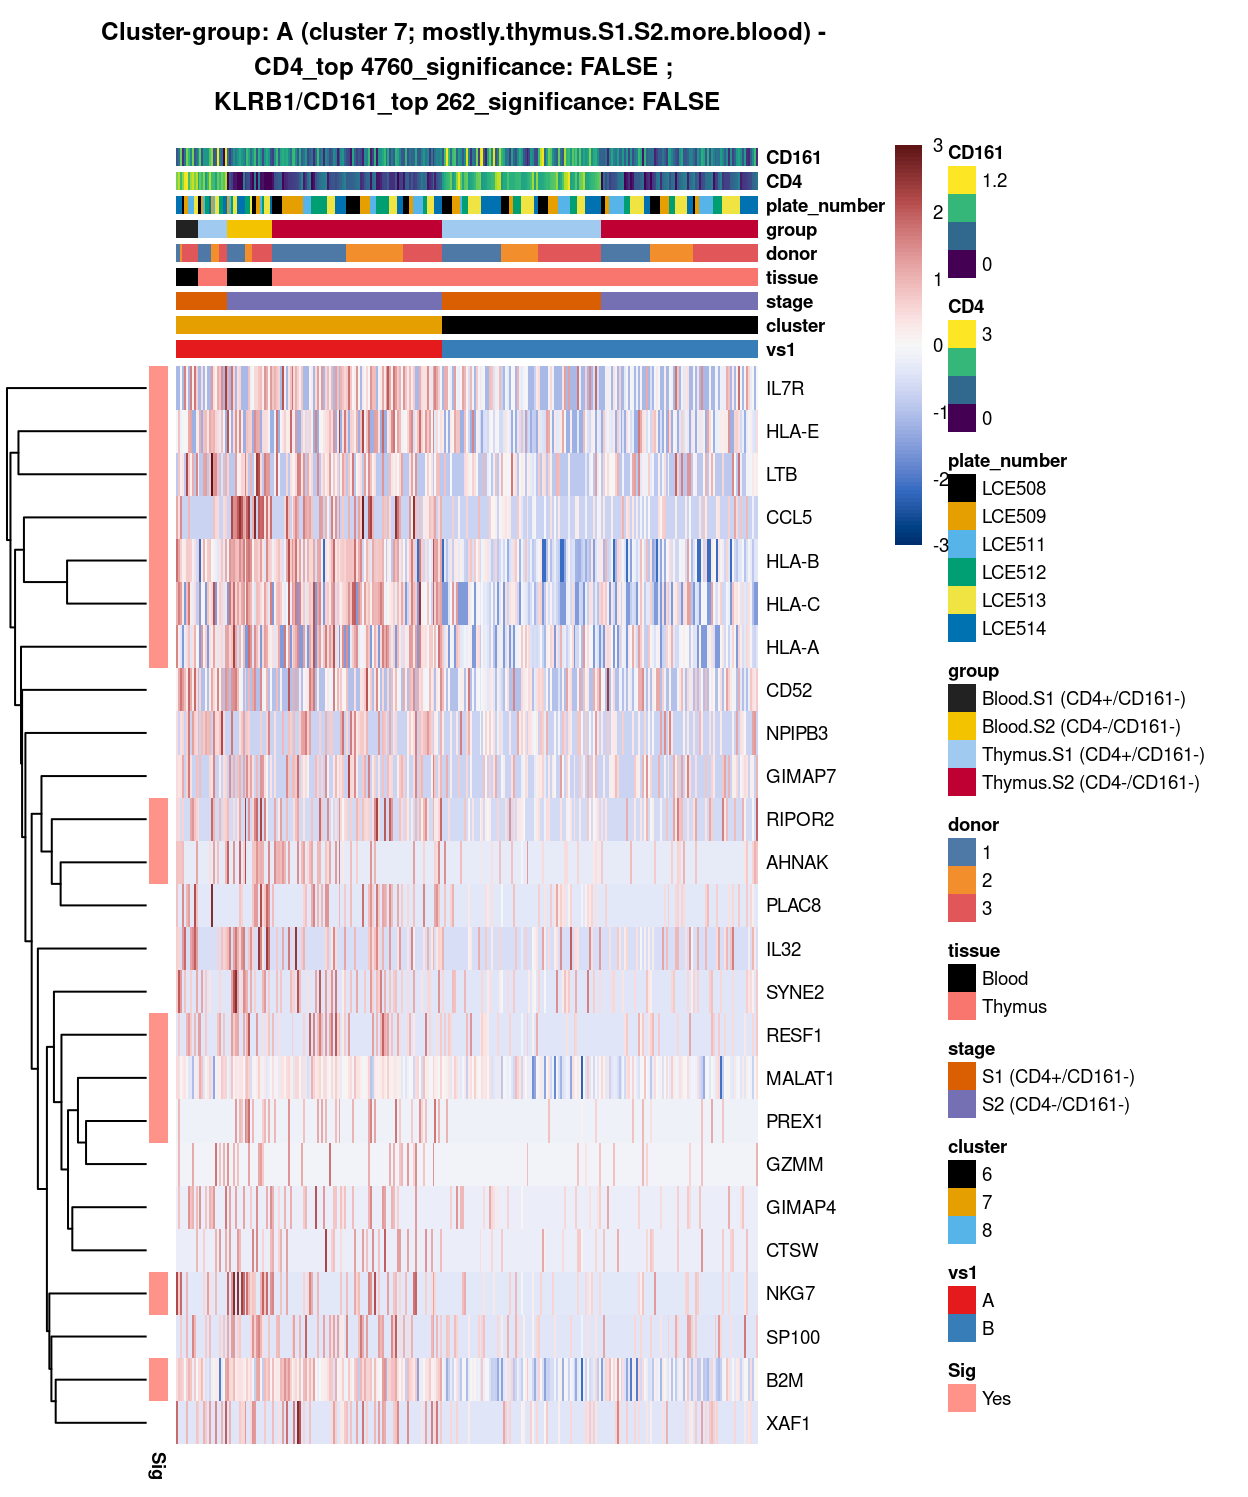 Cluster-group: A (cluster 7; mostly.thymus.S1.S2.more.blood) -
CD4_top 4760_significance: FALSE ;
KLRB1/CD161_top 262_significance: FALSE
CD161
CD4
plate_number
group
donor
tissue
stage
cluster
vs1
IL7R
HLA-E
LTB
CCL5
HLA-B
HLA-C
HLA-A
CD52
NPIPB3
GIMAP7
RIPOR2
AHNAK
PLAC8
IL32
SYNE2
RESF1
MALAT1
PREX1
GZMM
GIMAP4
CTSW
NKG7
SP100
B2M
XAF1
Sig
3
2
1
0
-1
-2
-3
CD161
1.2
0
CD4
3
0
plate_number
LCE508
LCE509
LCE511
LCE512
LCE513
LCE514
group
Blood.S1 (CD4+/CD161-)
Blood.S2 (CD4-/CD161-)
Thymus.S1 (CD4+/CD161-)
Thymus.S2 (CD4-/CD161-)
donor
1
2
3
tissue
Blood
Thymus
stage
S1 (CD4+/CD161-)
S2 (CD4-/CD161-)
cluster
6
7
8
vs1
A
B
Sig
Yes